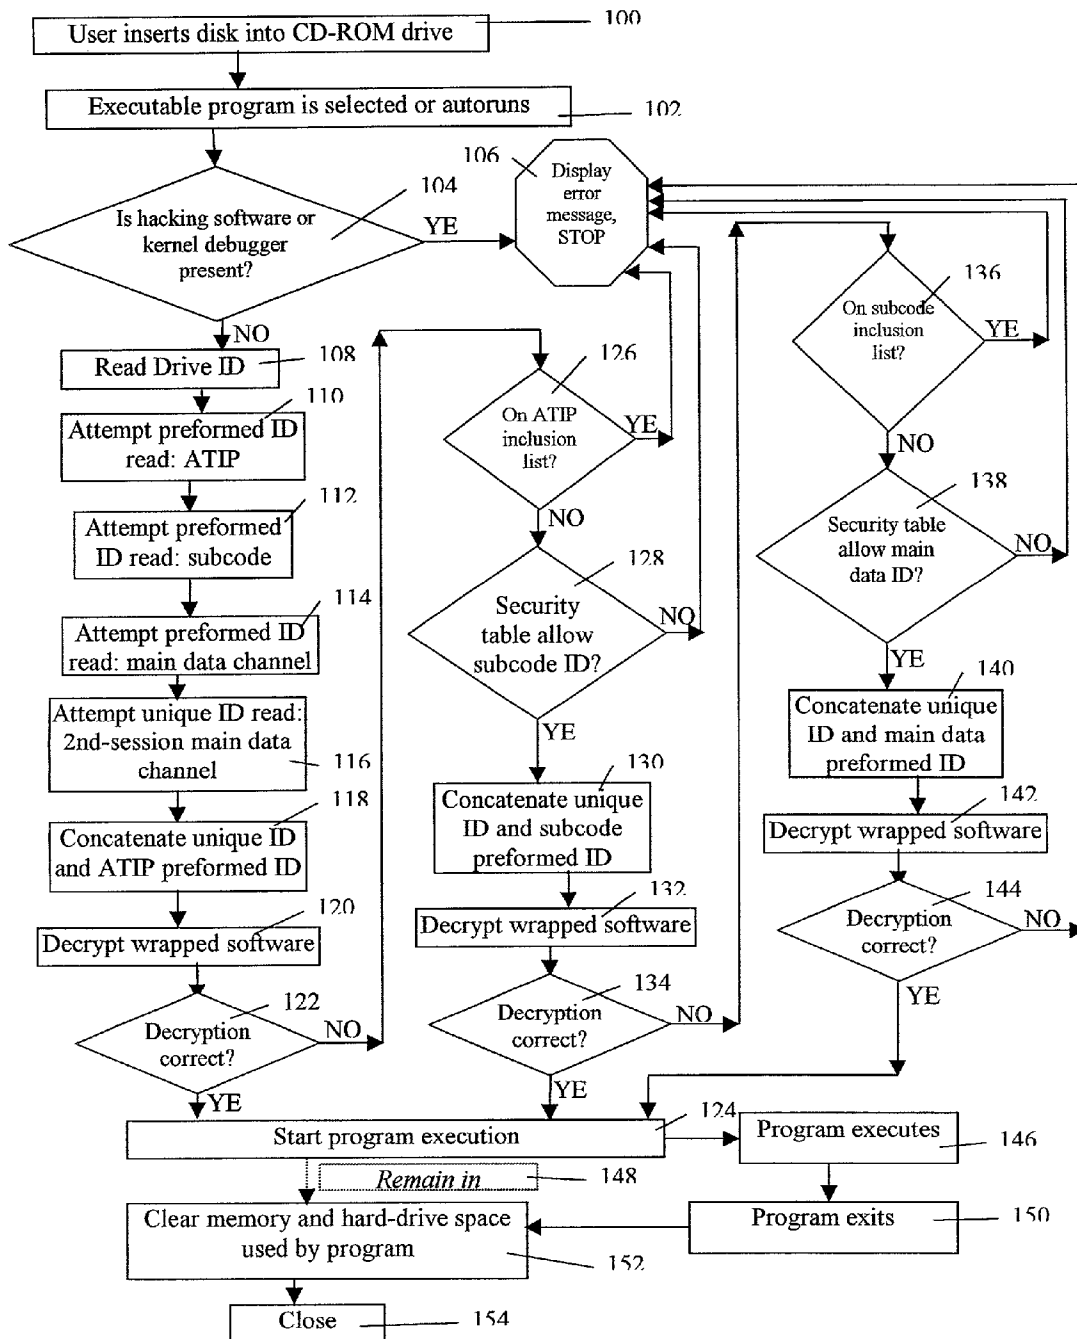 100
User inserts disk into CD-ROM drive
Executable program is selected or autoruns
102
106
Display
error
message,
STOP
104
Is hacking software or
kernel debugger
present?
YE
NO
Read Drive ID
108
110
Attempt preformed ID
read: ATIP
112
Attempt preformed
ID read: subcode
114
Attempt preformed ID
read: main data channel
Attempt unique ID read:
2nd-session main data
channel
116
118
Concatenate unique ID
and ATIP preformed ID
120
Decrypt wrapped software
122
Decryption
correct?
NO
YE
126
On ATIP
inclusion
list?
YE
NO
128
Security
table allow
subcode ID?
NO
YE
130
Concatenate unique
ID and subcode
preformed ID
132
Decrypt wrapped software
134
Decryption
correct?
NO
YE
136
On subcode
inclusion
list?
YE
NO
138
Security table
allow main
data ID?
NO
YE
140
Concatenate unique
ID and main data
preformed ID
142
Decrypt wrapped software
144
Decryption
correct?
NO
YE
124
Start program execution
Program executes
146
Remain in
148
Program exits
150
Clear memory and hard-drive space
used by program
152
Close
154